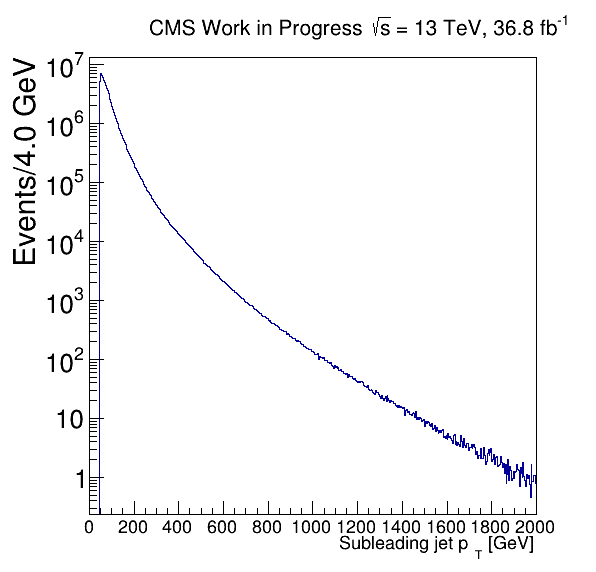 CMS Work in Progress √s = 13 TeV, 36.8 fb⁻¹
Events/4.0 GeV
10⁷
10⁶
10⁵
10⁴
10³
10²
10
1
0 200 400 600 800 1000 1200 1400 1600 1800 2000
Subleading jet p_T [GeV]